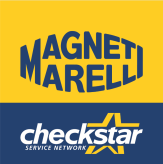 MAGNETI
MARELLI
checkstar
SERVICE NETWORK